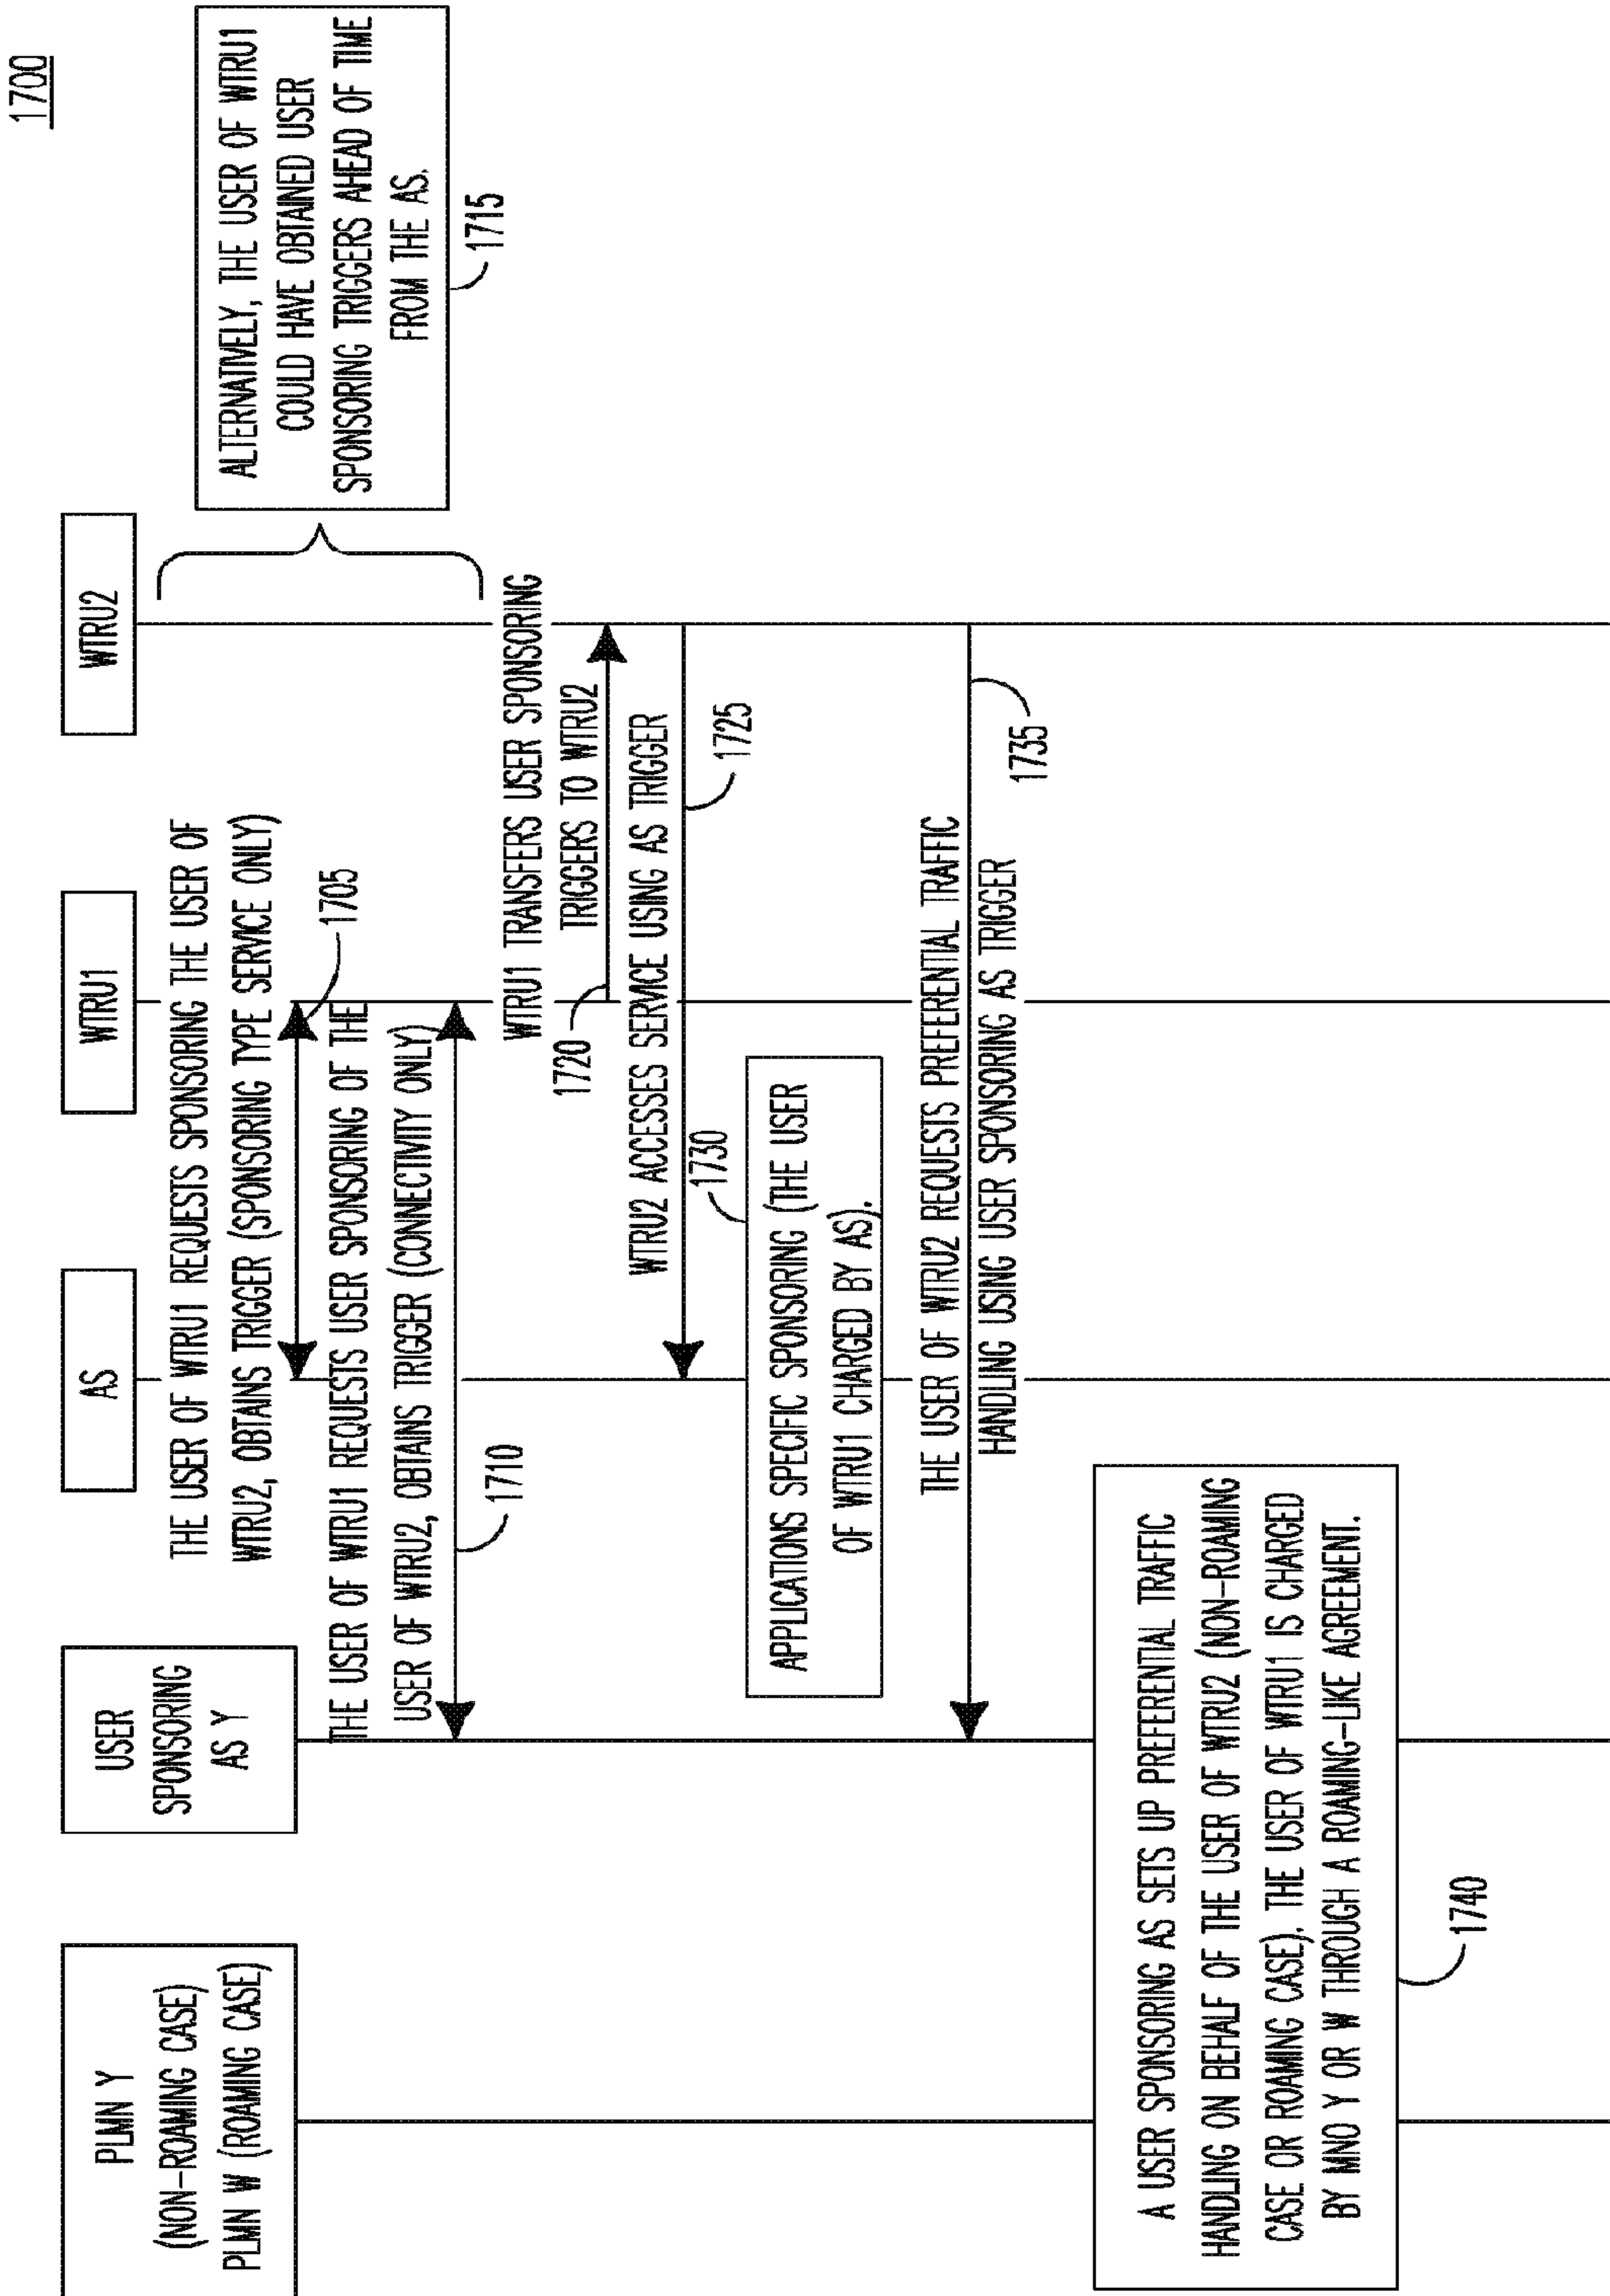 1700
PLMN Y
(NON-ROAMING CASE)
PLMN W (ROAMING CASE)
USER
SPONSORING
AS Y
AS
WTRU1
WTRU2
THE USER OF WTRU1 REQUESTS SPONSORING THE USER OF
WTRU2, OBTAINS TRIGGER (SPONSORING TYPE SERVICE ONLY)
1705
THE USER OF WTRU1 REQUESTS USER SPONSORING OF THE
USER OF WTRU2, OBTAINS TRIGGER (CONNECTIVITY ONLY)
1710
ALTERNATIVELY, THE USER OF WTRU1
COULD HAVE OBTAINED USER
SPONSORING TRIGGERS AHEAD OF TIME
FROM THE AS.
1715
WTRU1 TRANSFERS USER SPONSORING
TRIGGERS TO WTRU2
1720
WTRU2 ACCESSES SERVICE USING AS TRIGGER
1725
1730
APPLICATIONS SPECIFIC SPONSORING (THE USER
OF WTRU1 CHARGED BY AS).
THE USER OF WTRU2 REQUESTS PREFERENTIAL TRAFFIC
HANDLING USING USER SPONSORING AS TRIGGER
1735
A USER SPONSORING AS SETS UP PREFERENTIAL TRAFFIC
HANDLING ON BEHALF OF THE USER OF WTRU2 (NON-ROAMING
CASE OR ROAMING CASE). THE USER OF WTRU1 IS CHARGED
BY MNO Y OR W THROUGH A ROAMING-LIKE AGREEMENT.
1740